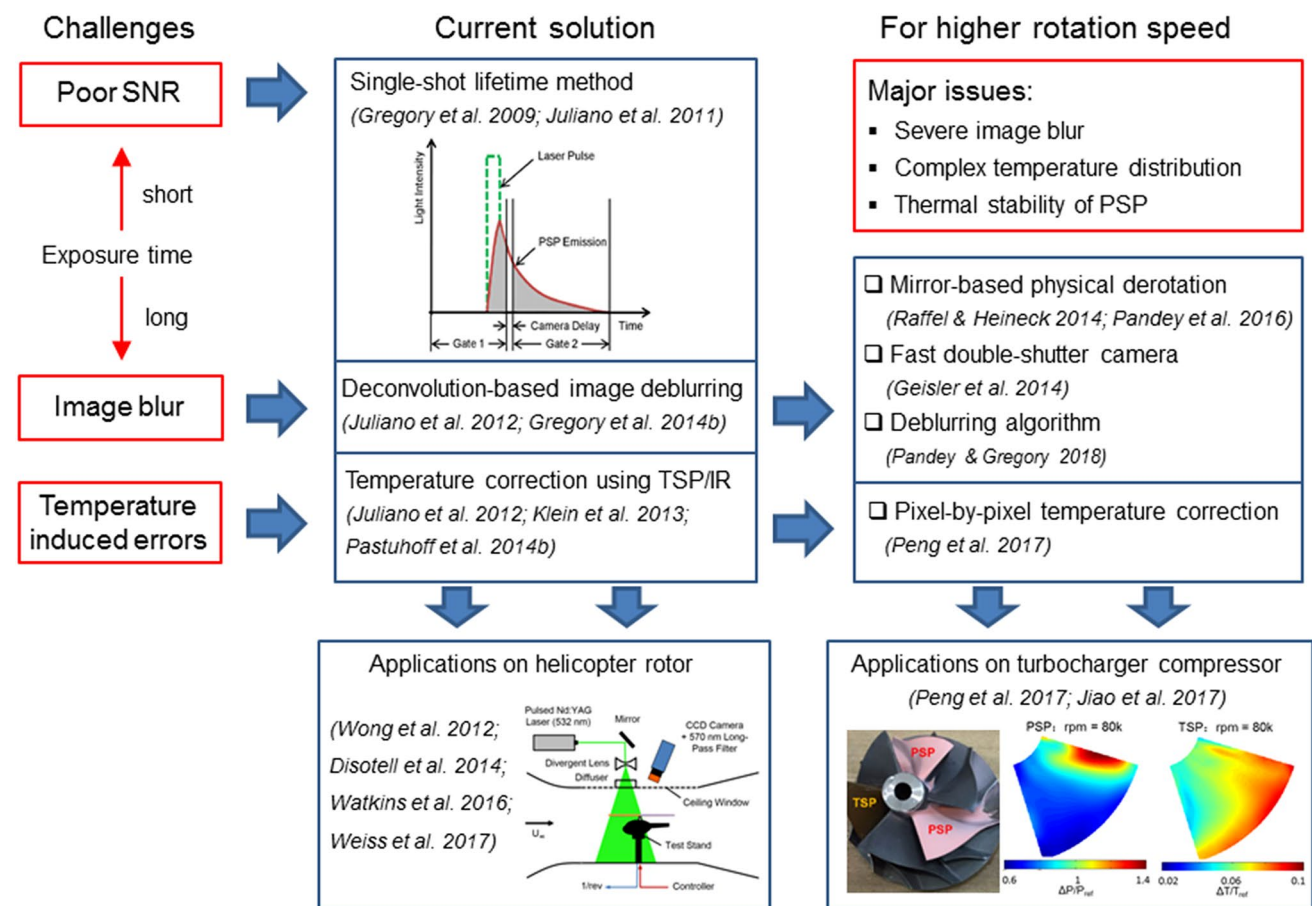 Challenges
Current solution
For higher rotation speed
Poor SNR
short
Exposure time
long
Image blur
Temperature
induced errors
Single-shot lifetime method
(Gregory et al. 2009; Juliano et al. 2011)
Light Intensity
Laser Pulse
PSP Emission
Camera Delay
Time
Gate 1
Gate 2
Deconvolution-based image deblurring
(Juliano et al. 2012; Gregory et al. 2014b)
Temperature correction using TSP/IR
(Juliano et al. 2012; Klein et al. 2013;
Pastuhoff et al. 2014b)
Major issues:
▪ Severe image blur
▪ Complex temperature distribution
▪ Thermal stability of PSP
❑ Mirror-based physical derotation
(Raffel & Heineck 2014; Pandey et al. 2016)
❑ Fast double-shutter camera
(Geisler et al. 2014)
❑ Deblurring algorithm
(Pandey & Gregory 2018)
❑ Pixel-by-pixel temperature correction
(Peng et al. 2017)
Applications on helicopter rotor
(Wong et al. 2012;
Disotell et al. 2014;
Watkins et al. 2016;
Weiss et al. 2017)
Pulsed Nd:YAG
Laser (532 nm)
Mirror
CCD Camera
+ 570 nm Long-
Pass Filter
Divergent Lens
Diffuser
Ceiling Window
U∞
Test Stand
1/rev
Controller
Applications on turbocharger compressor
(Peng et al. 2017; Jiao et al. 2017)
PSP: rpm = 80k
TSP: rpm = 80k
PSP
TSP
PSP
0.6
1
1.4
ΔP/Pref
0.02
0.06
0.1
ΔT/Tref